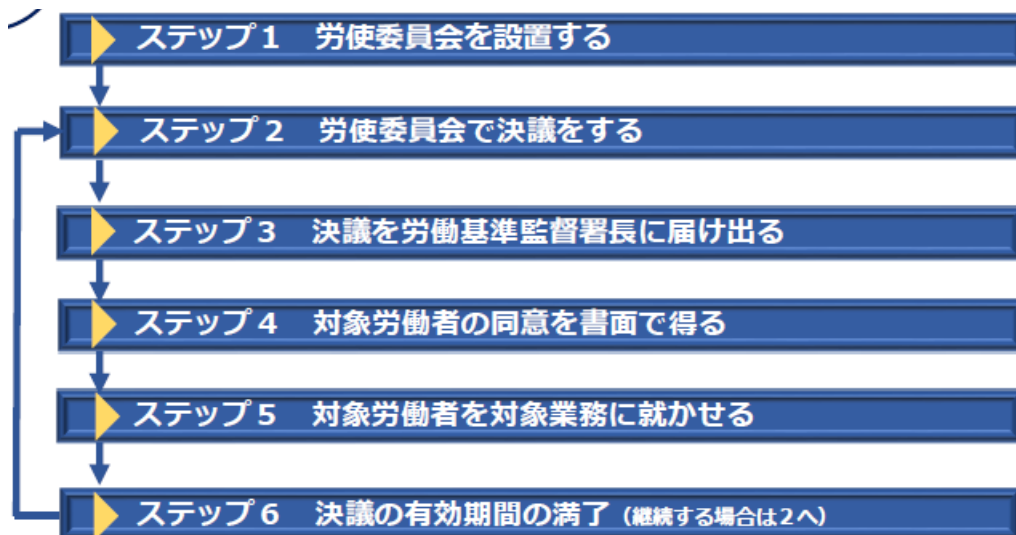 ステップ１　労使委員会を設置する
ステップ２　労使委員会で決議をする
ステップ３　決議を労働基準監督署長に届け出る
ステップ４　対象労働者の同意を書面で得る
ステップ５　対象労働者を対象業務に就かせる
ステップ６　決議の有効期間の満了（継続する場合は２へ）